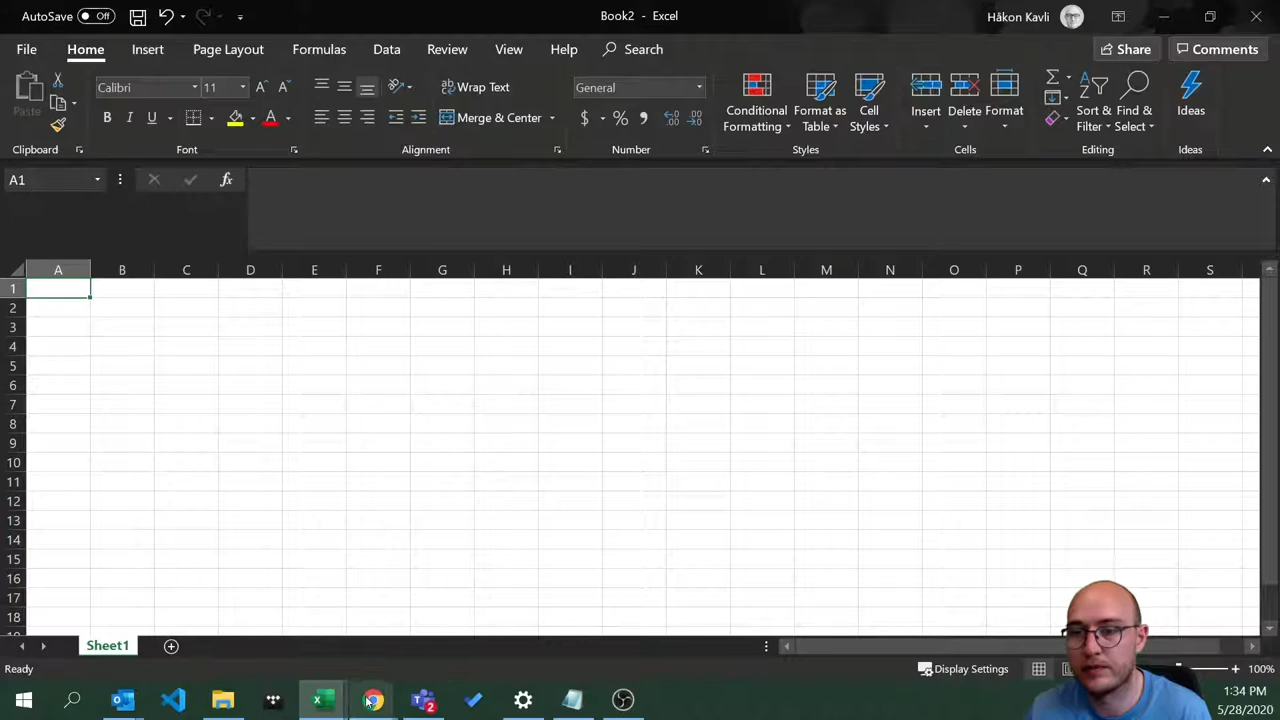 AutoSave Off Book2 - Excel Håkon Kavli
File Home Insert Page Layout Formulas Data Review View Help Search Share Comments
Paste Calibri 11 A A B I U A ab Wrap Text Merge & Center General $ % , Conditional Formatting Format as Table Cell Styles Insert Delete Format Σ Sort & Filter Find & Select Ideas
Clipboard Font Alignment Number Styles Cells Editing Ideas
A1 fx
A B C D E F G H I J K L M N O P Q R S
1
2
3
4
5
6
7
8
9
10
11
12
13
14
15
16
17
18
Sheet1
Ready Display Settings 100%
2 1:34 PM
5/28/2020